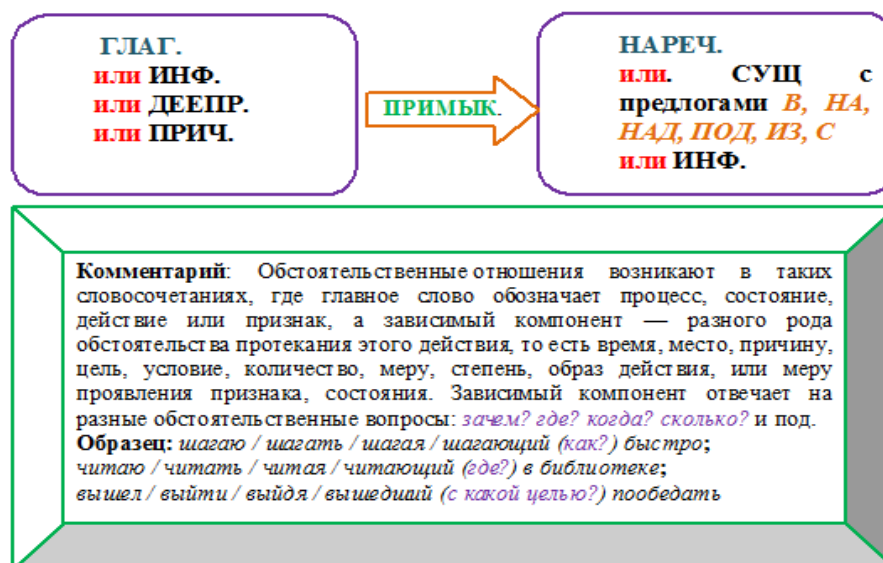 ГЛАГ.
или ИНФ.
или ДЕЕПР.
или ПРИЧ.
ПРИМЫК.
НАРЕЧ.
или. СУЩ с
предлогами В, НА,
НАД, ПОД, ИЗ, С
или ИНФ.
Комментарий: Обстоятельственные отношения возникают в таких
словосочетаниях, где главное слово обозначает процесс, состояние,
действие или признак, а зависимый компонент — разного рода
обстоятельства протекания этого действия, то есть время, место, причину,
цель, условие, количество, меру, степень, образ действия, или меру
проявления признака, состояния. Зависимый компонент отвечает на
разные обстоятельственные вопросы: зачем? где? когда? сколько? и под.
Образец: шагаю / шагать / шагая / шагающий (как?) быстро;
читаю / читать / читая / читающий (где?) в библиотеке;
вышел / выйти / выйдя / вышедший (с какой целью?) пообедать